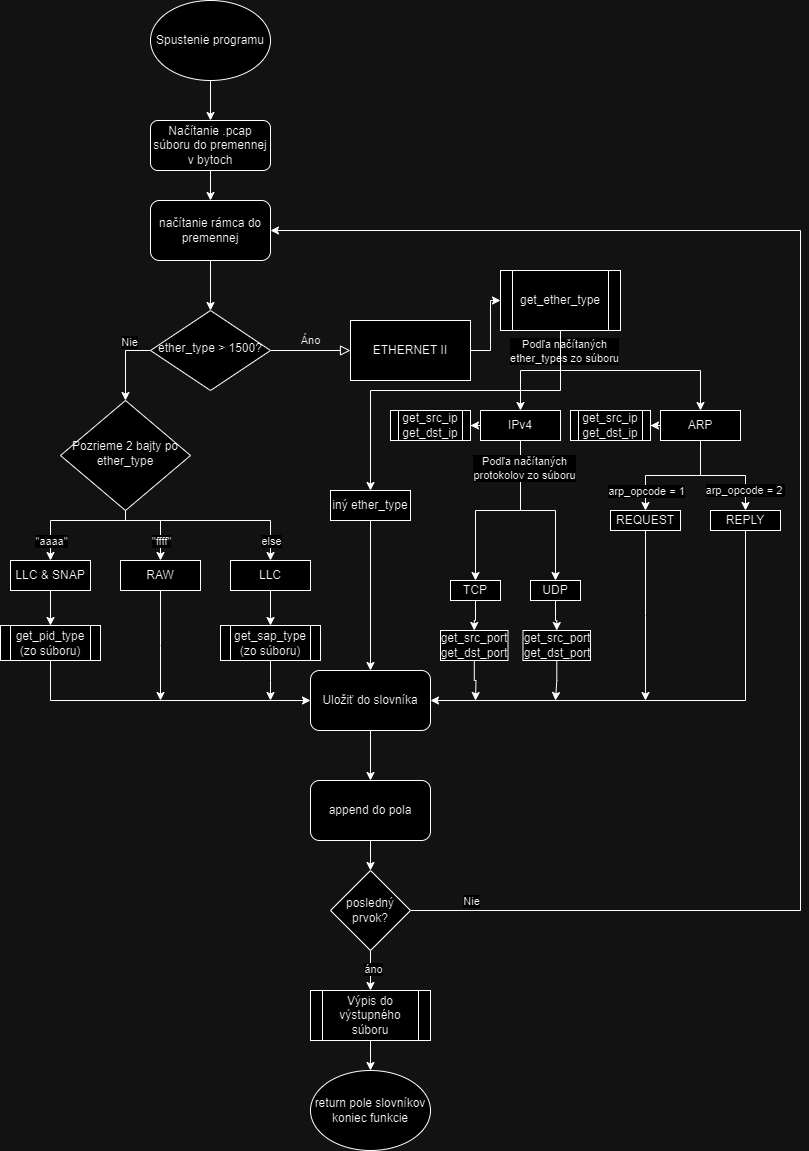 Spustenie programu
Načítanie .pcap
súboru do premennej
v bytoch
načítanie rámca do
premennej
ether_type > 1500?
Nie
Áno
ETHERNET II
get_ether_type
Podľa načítaných
ether_types zo súboru
get_src_ip
get_dst_ip
IPv4
get_src_ip
get_dst_ip
ARP
Pozrieme 2 bajty po
ether_type
Podľa načítaných
protokolov zo súboru
arp_opcode = 1
arp_opcode = 2
iný ether_type
REQUEST
REPLY
"aaaa"
"ffff"
else
LLC & SNAP
RAW
LLC
TCP
UDP
get_pid_type
(zo súboru)
get_sap_type
(zo súboru)
get_src_port
get_dst_port
get_src_port
get_dst_port
Uložiť do slovníka
append do pola
posledný
prvok?
Nie
áno
Výpis do
výstupného
súboru
return pole slovníkov
koniec funkcie